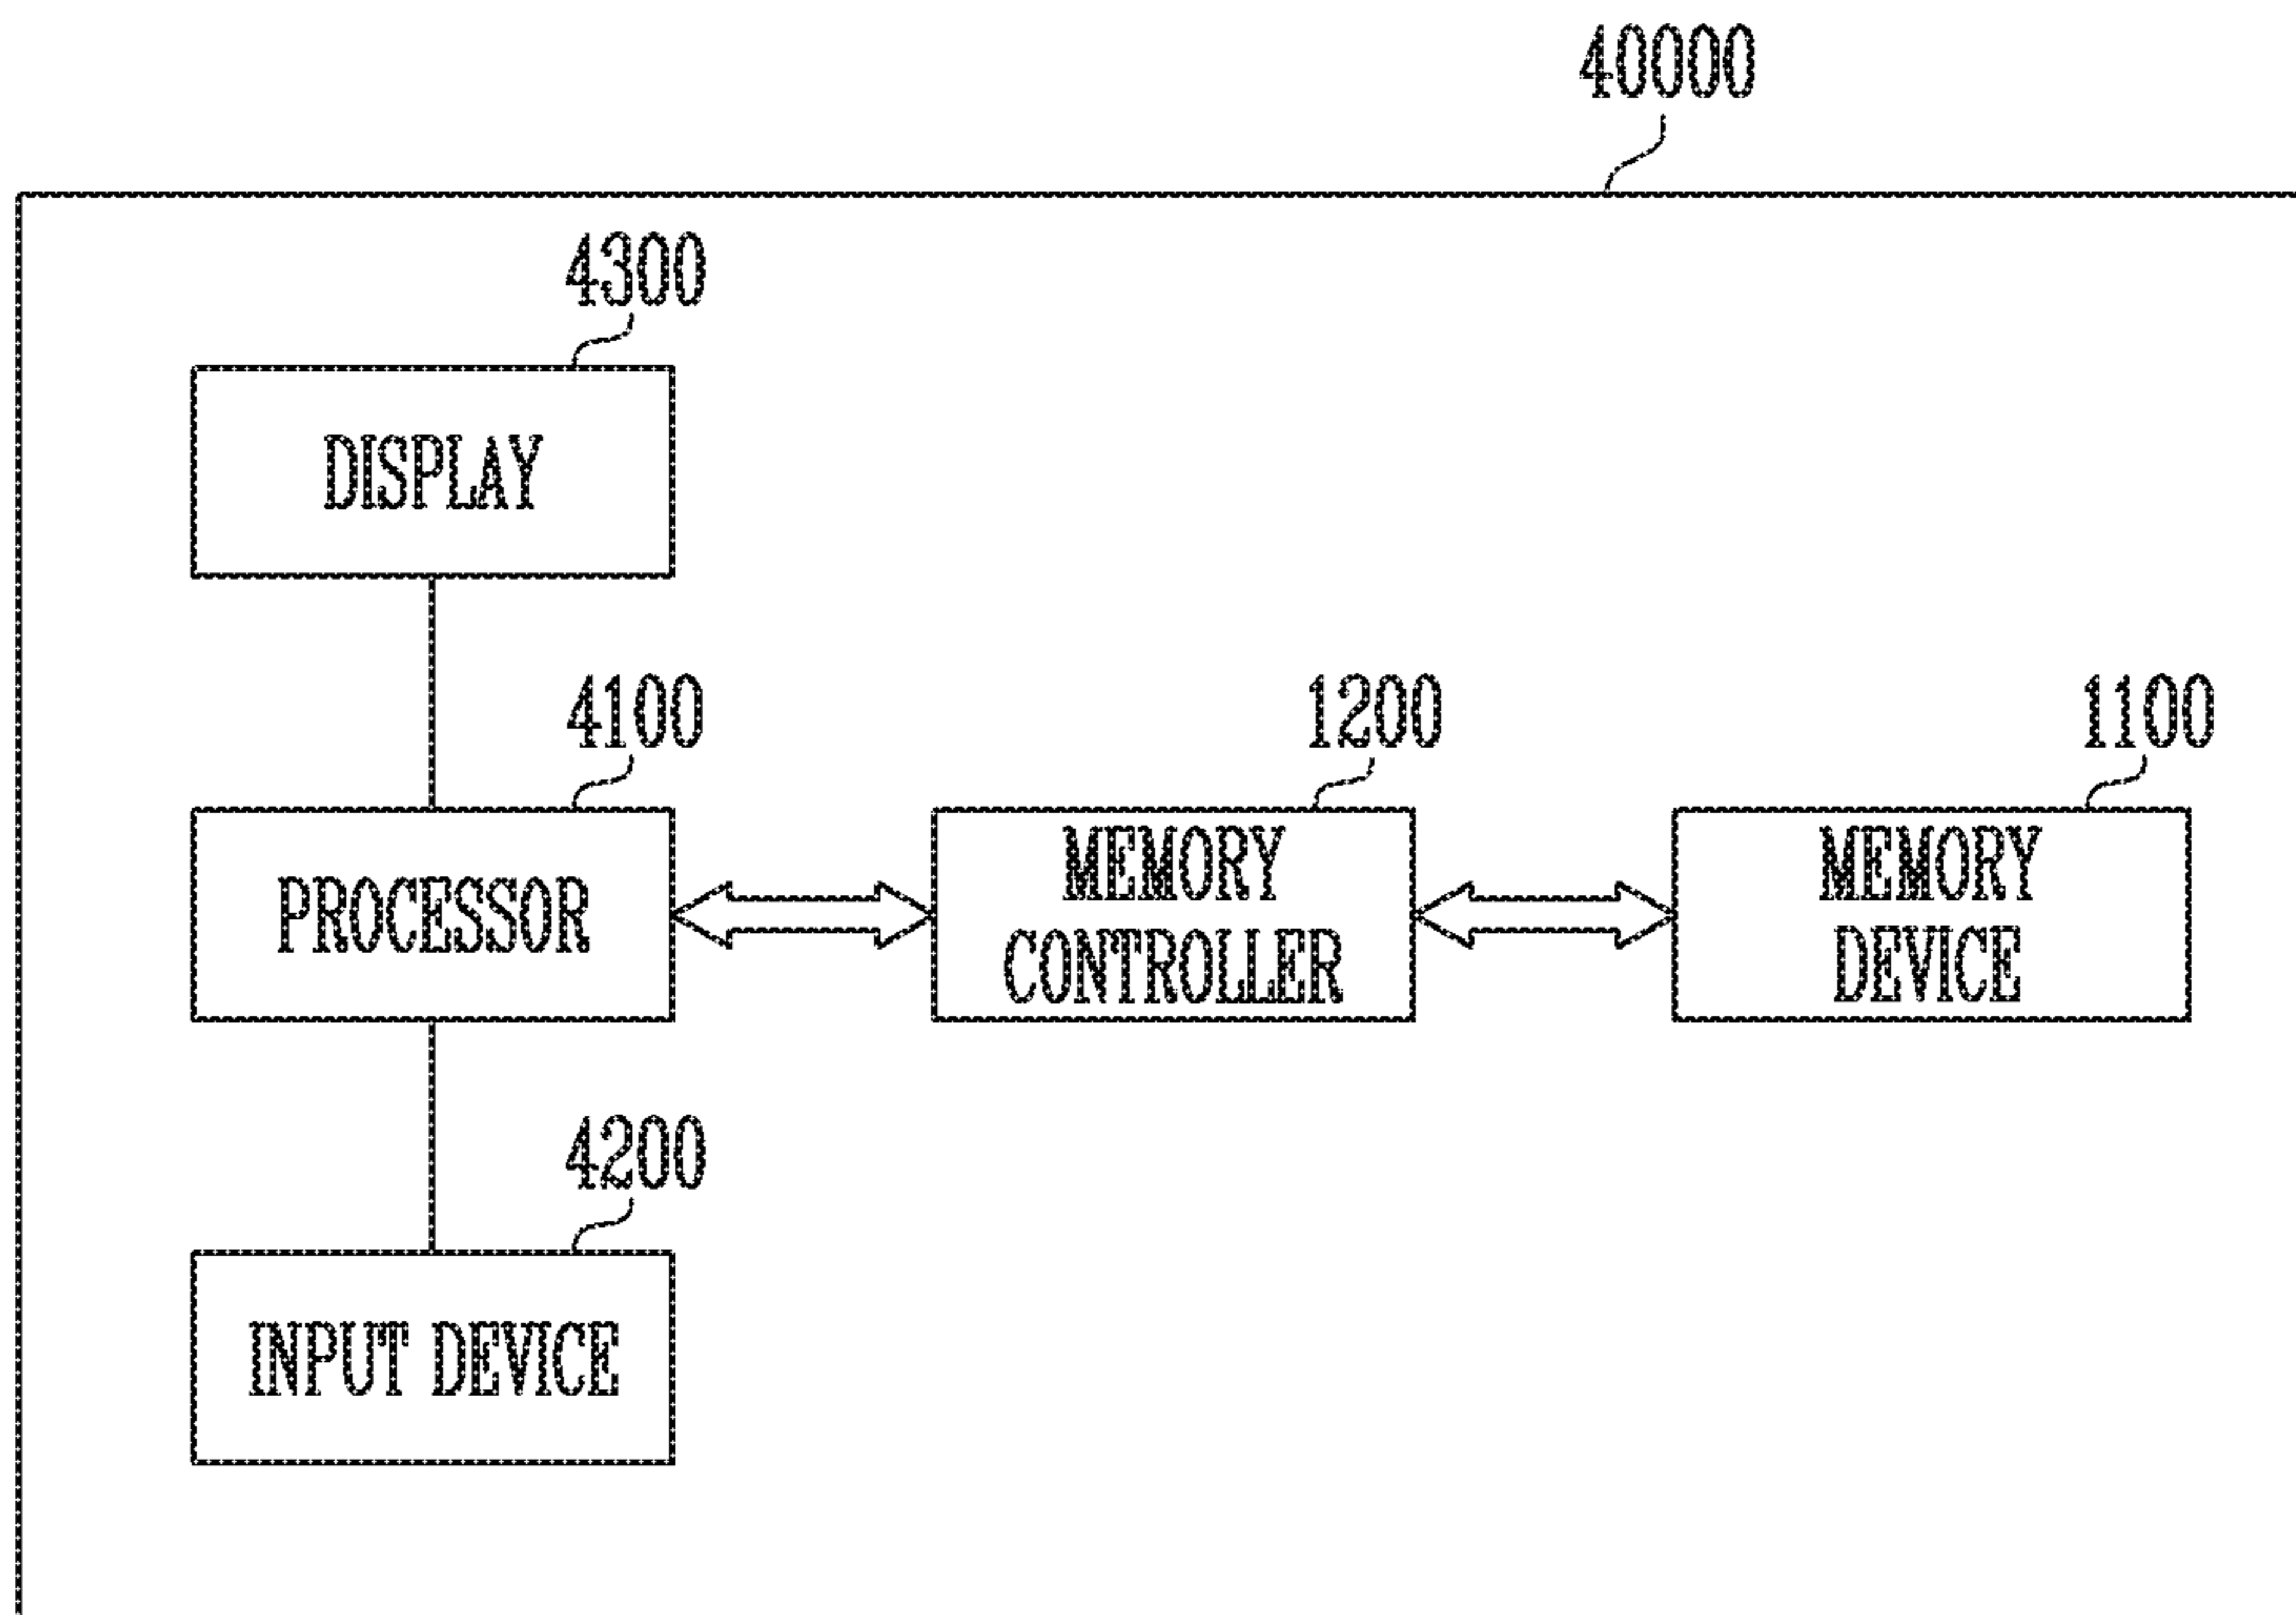 40000
4300
DISPLAY
4100
PROCESSOR
1200
MEMORY
CONTROLLER
1100
MEMORY
DEVICE
4200
INPUT DEVICE